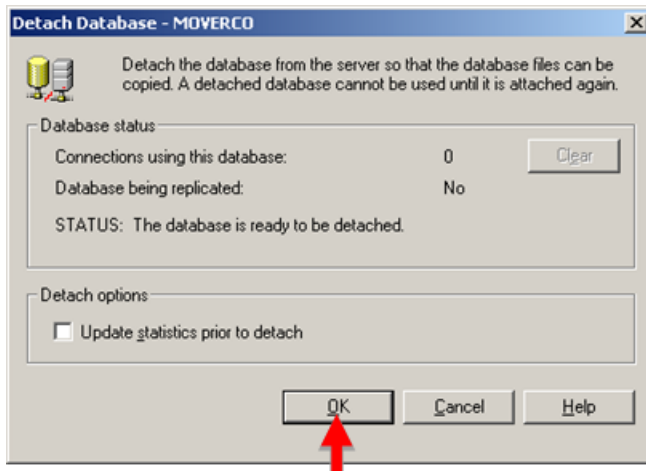 Detach Database - MOVERCO
Detach the database from the server so that the database files can be
copied. A detached database cannot be used until it is attached again.
Database status
Connections using this database: 0 Clear
Database being replicated: No
STATUS: The database is ready to be detached.
Detach options
Update statistics prior to detach
OK Cancel Help